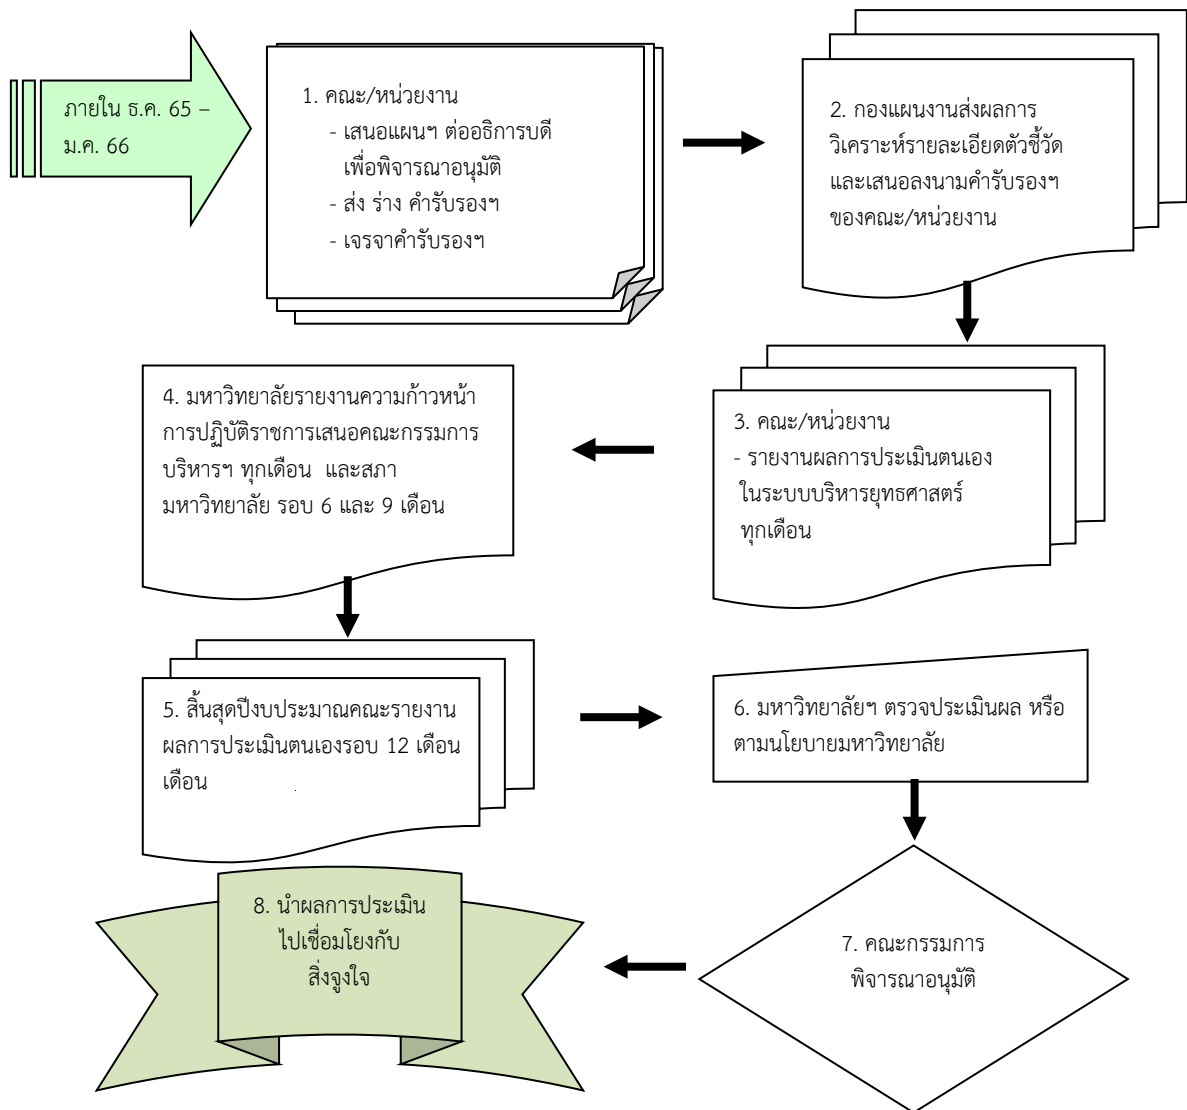 ภายใน ธ.ค. 65 –
ม.ค. 66
1. คณะ/หน่วยงาน
- เสนอแผนฯ ต่ออธิการบดี
เพื่อพิจารณาอนุมัติ
- ส่ง ร่าง คำรับรองฯ
- เจรจาคำรับรองฯ
2. กองแผนงานส่งผลการ
วิเคราะห์รายละเอียดตัวชี้วัด
และเสนอลงนามคำรับรองฯ
ของคณะ/หน่วยงาน
3. คณะ/หน่วยงาน
- รายงานผลการประเมินตนเอง
ในระบบบริหารยุทธศาสตร์
ทุกเดือน
4. มหาวิทยาลัยรายงานความก้าวหน้า
การปฏิบัติราชการเสนอคณะกรรมการ
บริหารฯ ทุกเดือน และสภา
มหาวิทยาลัย รอบ 6 และ 9 เดือน
5. สิ้นสุดปีงบประมาณคณะรายงาน
ผลการประเมินตนเองรอบ 12 เดือน
เดือน
6. มหาวิทยาลัยฯ ตรวจประเมินผล หรือ
ตามนโยบายมหาวิทยาลัย
7. คณะกรรมการ
พิจารณาอนุมัติ
8. นำผลการประเมิน
ไปเชื่อมโยงกับ
สิ่งจูงใจ